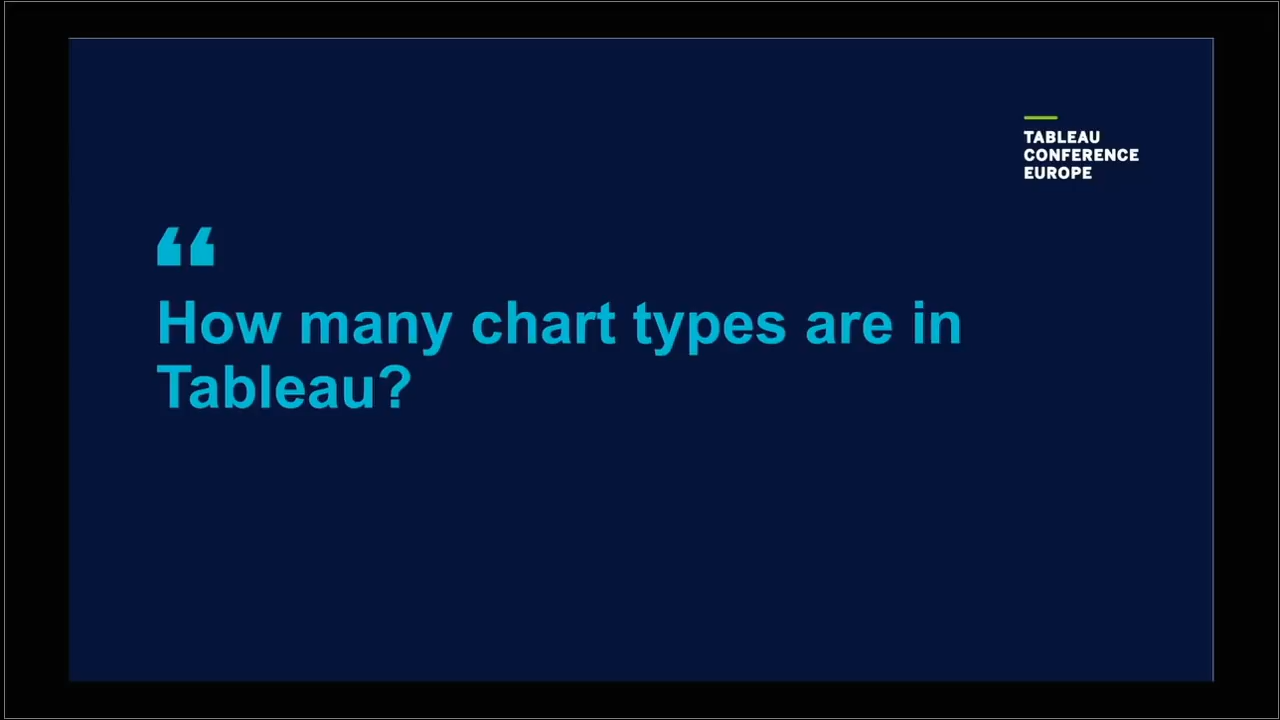 TABLEAU
CONFERENCE
EUROPE
“
How many chart types are in
Tableau?